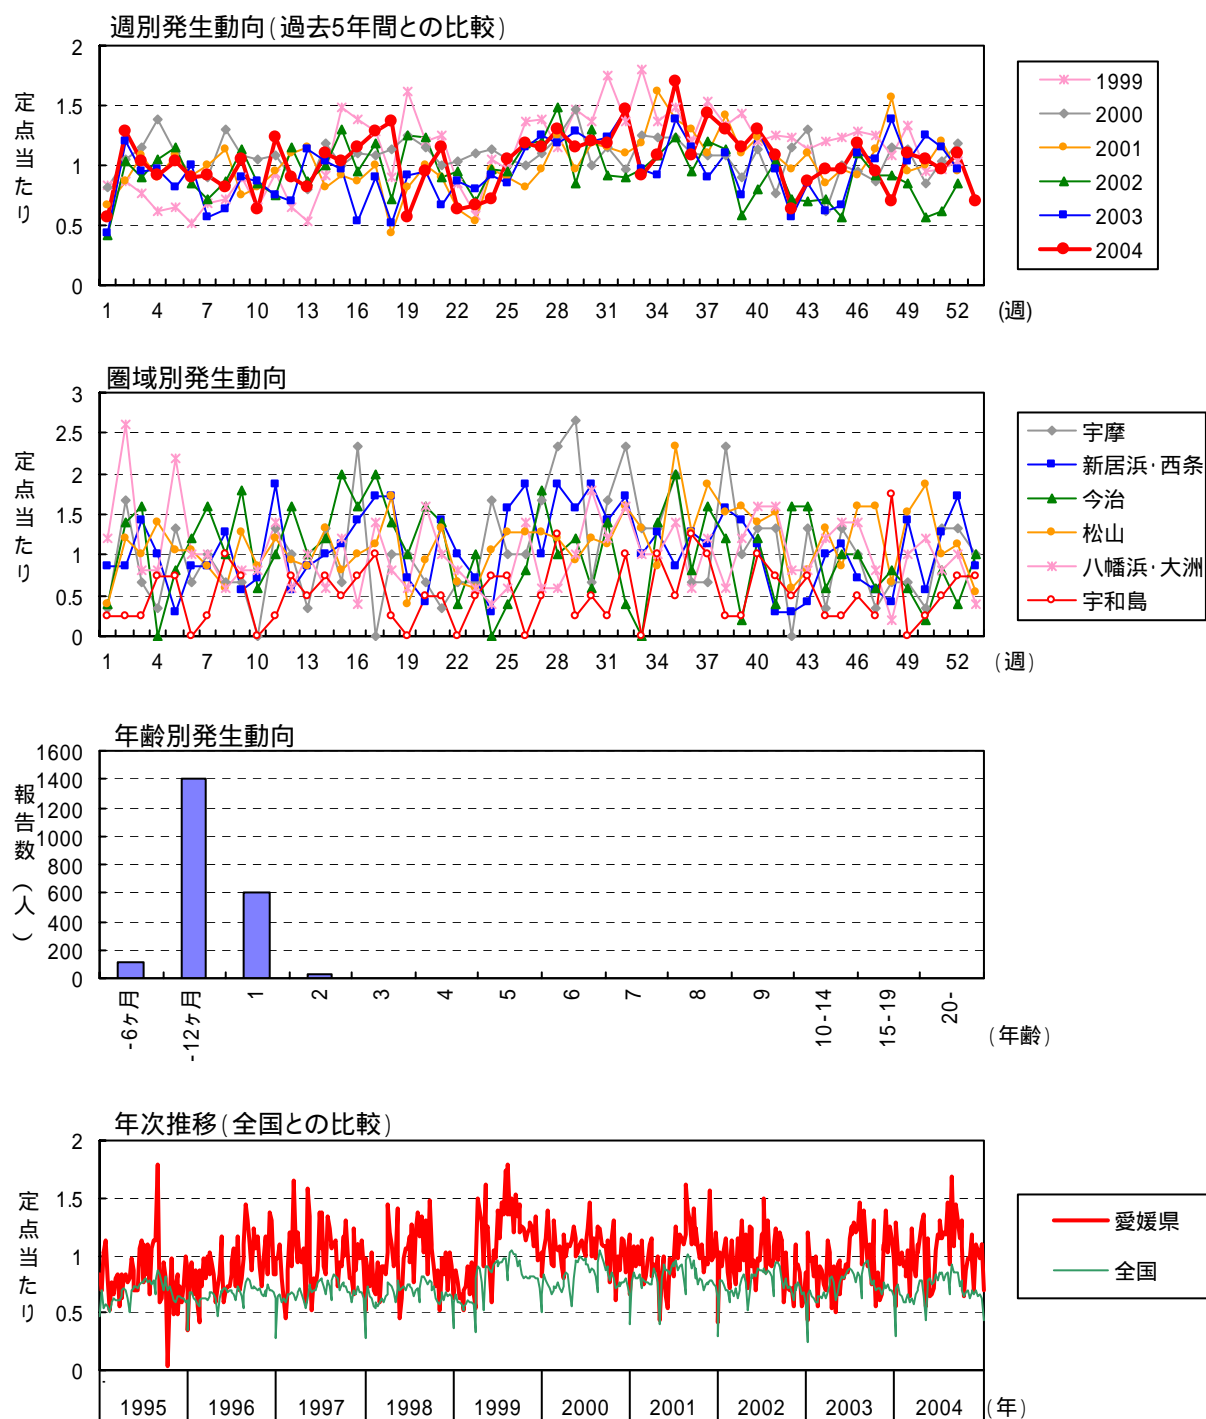 週別発生動向(過去5年間との比較)
定点当たり
2
1.5
1
0.5
0
1 4 7 10 13 16 19 22 25 28 31 34 37 40 43 46 49 52 (週)
1999
2000
2001
2002
2003
2004
圏域別発生動向
定点当たり
3
2.5
2
1.5
1
0.5
0
1 4 7 10 13 16 19 22 25 28 31 34 37 40 43 46 49 52 (週)
宇摩
新居浜・西条
今治
松山
八幡浜・大洲
宇和島
年齢別発生動向
報告数(人)
1600
1400
1200
1000
800
600
400
200
0
-6ヶ月 -12ヶ月 1 2 3 4 5 6 7 8 9 10-14 15-19 20- (年齢)
年次推移(全国との比較)
定点当たり
2
1.5
1
0.5
0
1995 1996 1997 1998 1999 2000 2001 2002 2003 2004 (年)
愛媛県
全国